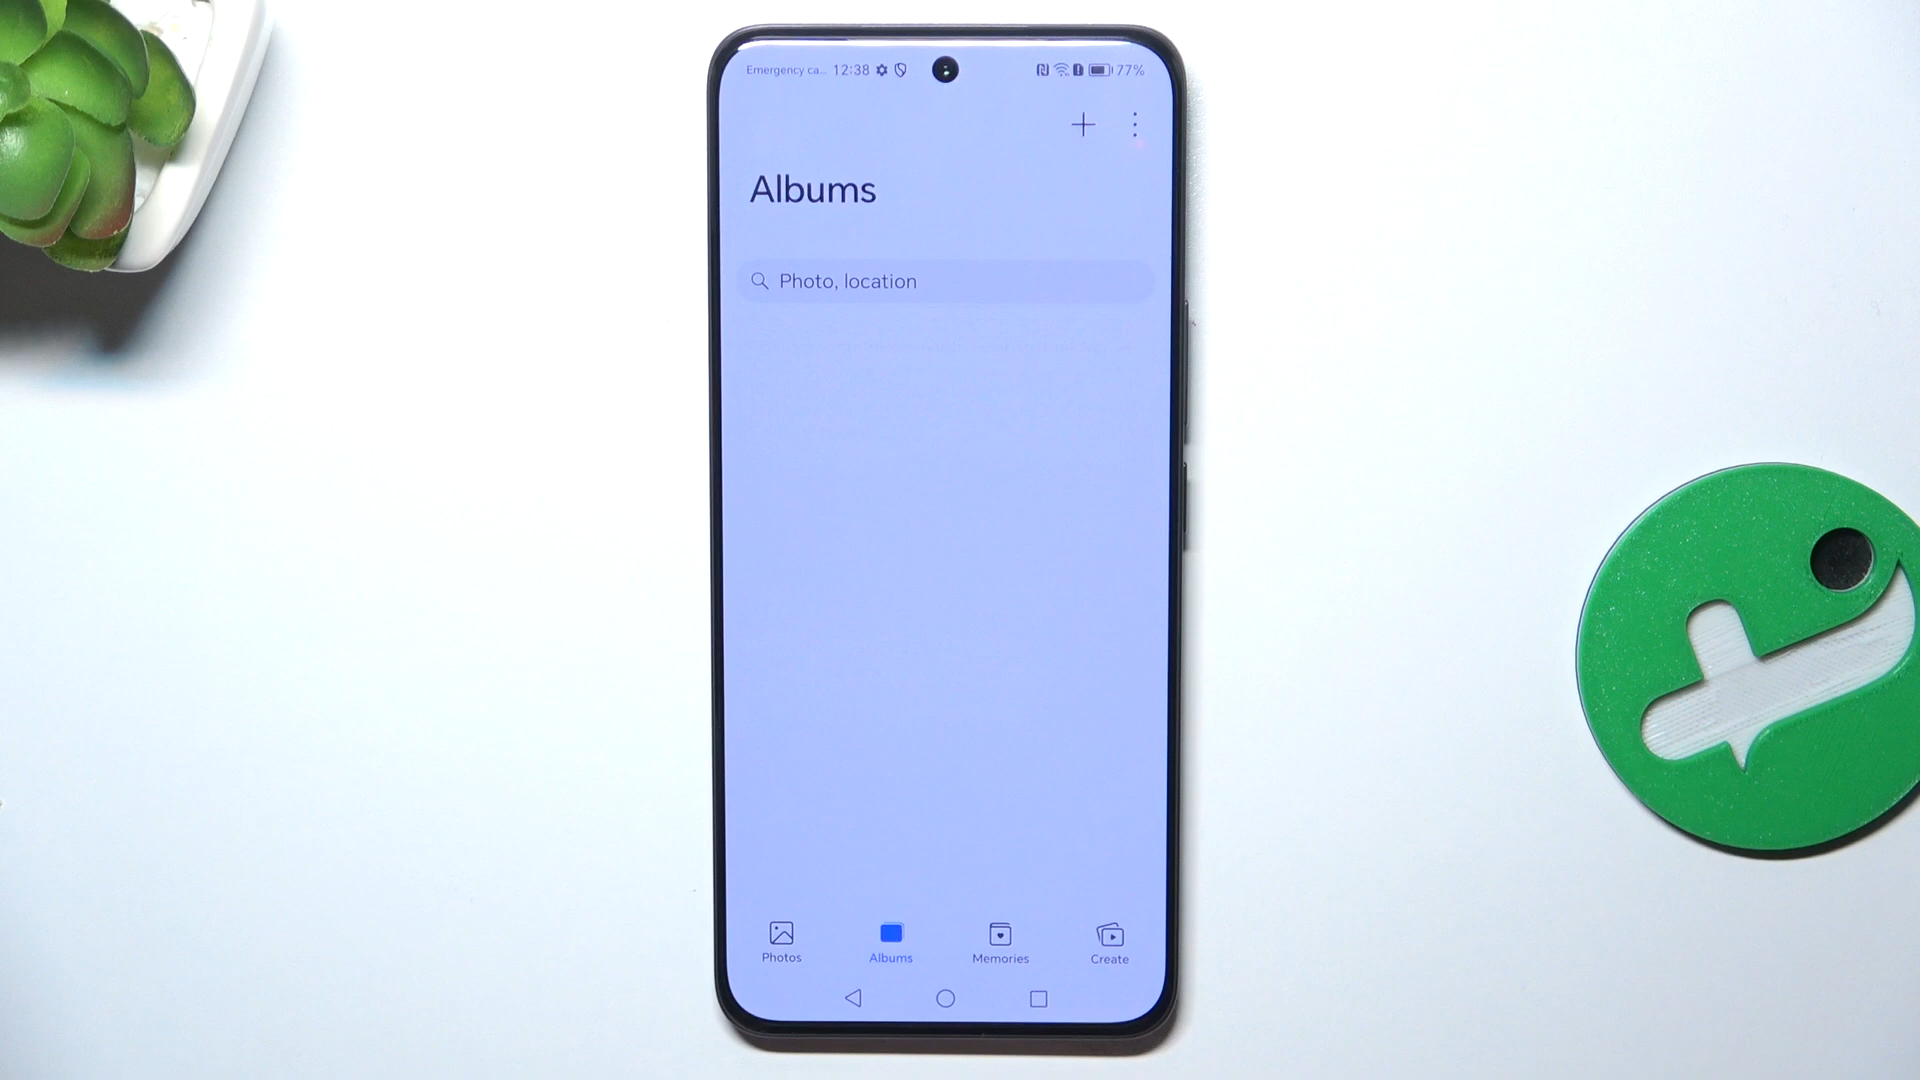 Emergency ca... 12:38 77%
Albums
Photo, location
Photos Albums Memories Create